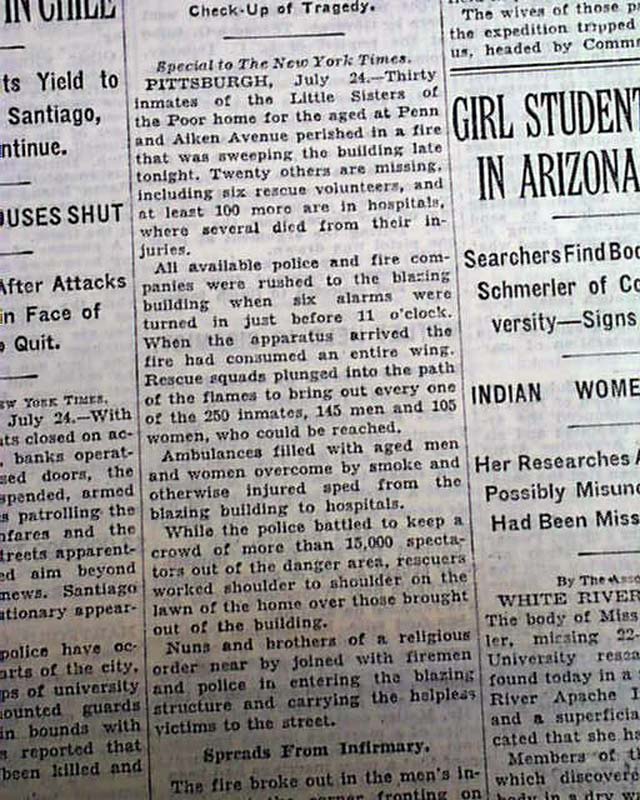 IN CHILE
ts Yield to
Santiago,
ntinue.
OUSES SHUT
After Attacks
in Face of
Quit.
EW YORK TIMES.
July 24.—With
ts closed on ac-
banks operat-
sed doors, the
spended, armed
s patrolling the
nfares and the
treets apparent-
ed aim beyond
news. Santiago
ationary appear-
police have oc-
arts of the city,
ps of university
ounted guards
in bounds with
s reported that
been killed and
Check-Up of Tragedy.
Special to The New York Times.
PITTSBURGH, July 24.—Thirty
inmates of the Little Sisters of
the Poor home for the aged at Penn
and Aiken Avenue perished in a fire
that was sweeping the building late
tonight. Twenty others are missing,
including six rescue volunteers, and
at least 100 more are in hospitals,
where several died from their in-
juries.
All available police and fire com-
panies were rushed to the blazing
building when six alarms were
turned in just before 11 o'clock.
When the apparatus arrived the
fire had consumed an entire wing.
Rescue squads plunged into the path
of the flames to bring out every one
of the 250 inmates, 145 men and 105
women, who could be reached.
Ambulances filled with aged men
and women overcome by smoke and
otherwise injured sped from the
blazing building to hospitals.
While the police battled to keep a
crowd of more than 15,000 specta-
tors out of the danger area, rescuers
worked shoulder to shoulder on the
lawn of the home over those brought
out of the building.
Nuns and brothers of a religious
order near by joined with firemen
and police in entering the blazing
structure and carrying the helpless
victims to the street.
Spreads From Infirmary.
The fire broke out in the men's in-
corner fronting on
The wives of those p
the expedition tripped
us, headed by Comm
GIRL STUDENT
IN ARIZONA
Searchers Find Bod
Schmerler of Co
versity—Signs
INDIAN WOME
Her Researches A
Possibly Misun
Had Been Miss
By The Asso
WHITE RIVER
The body of Miss
ler, missing 22-
University resea
found today in a
River Apache I
and a superficia
cated that she ha
Members of th
which discovere
body in a dry w